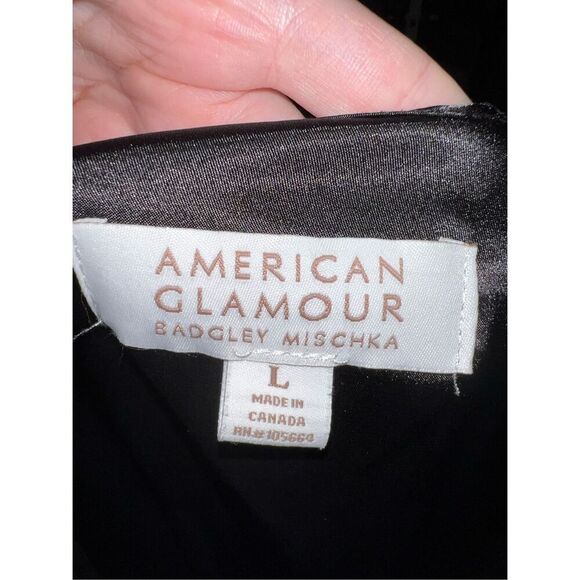 AMERICAN
GLAMOUR
BADGLEY MISCHKA
L
MADE IN
CANADA
RN# 105664